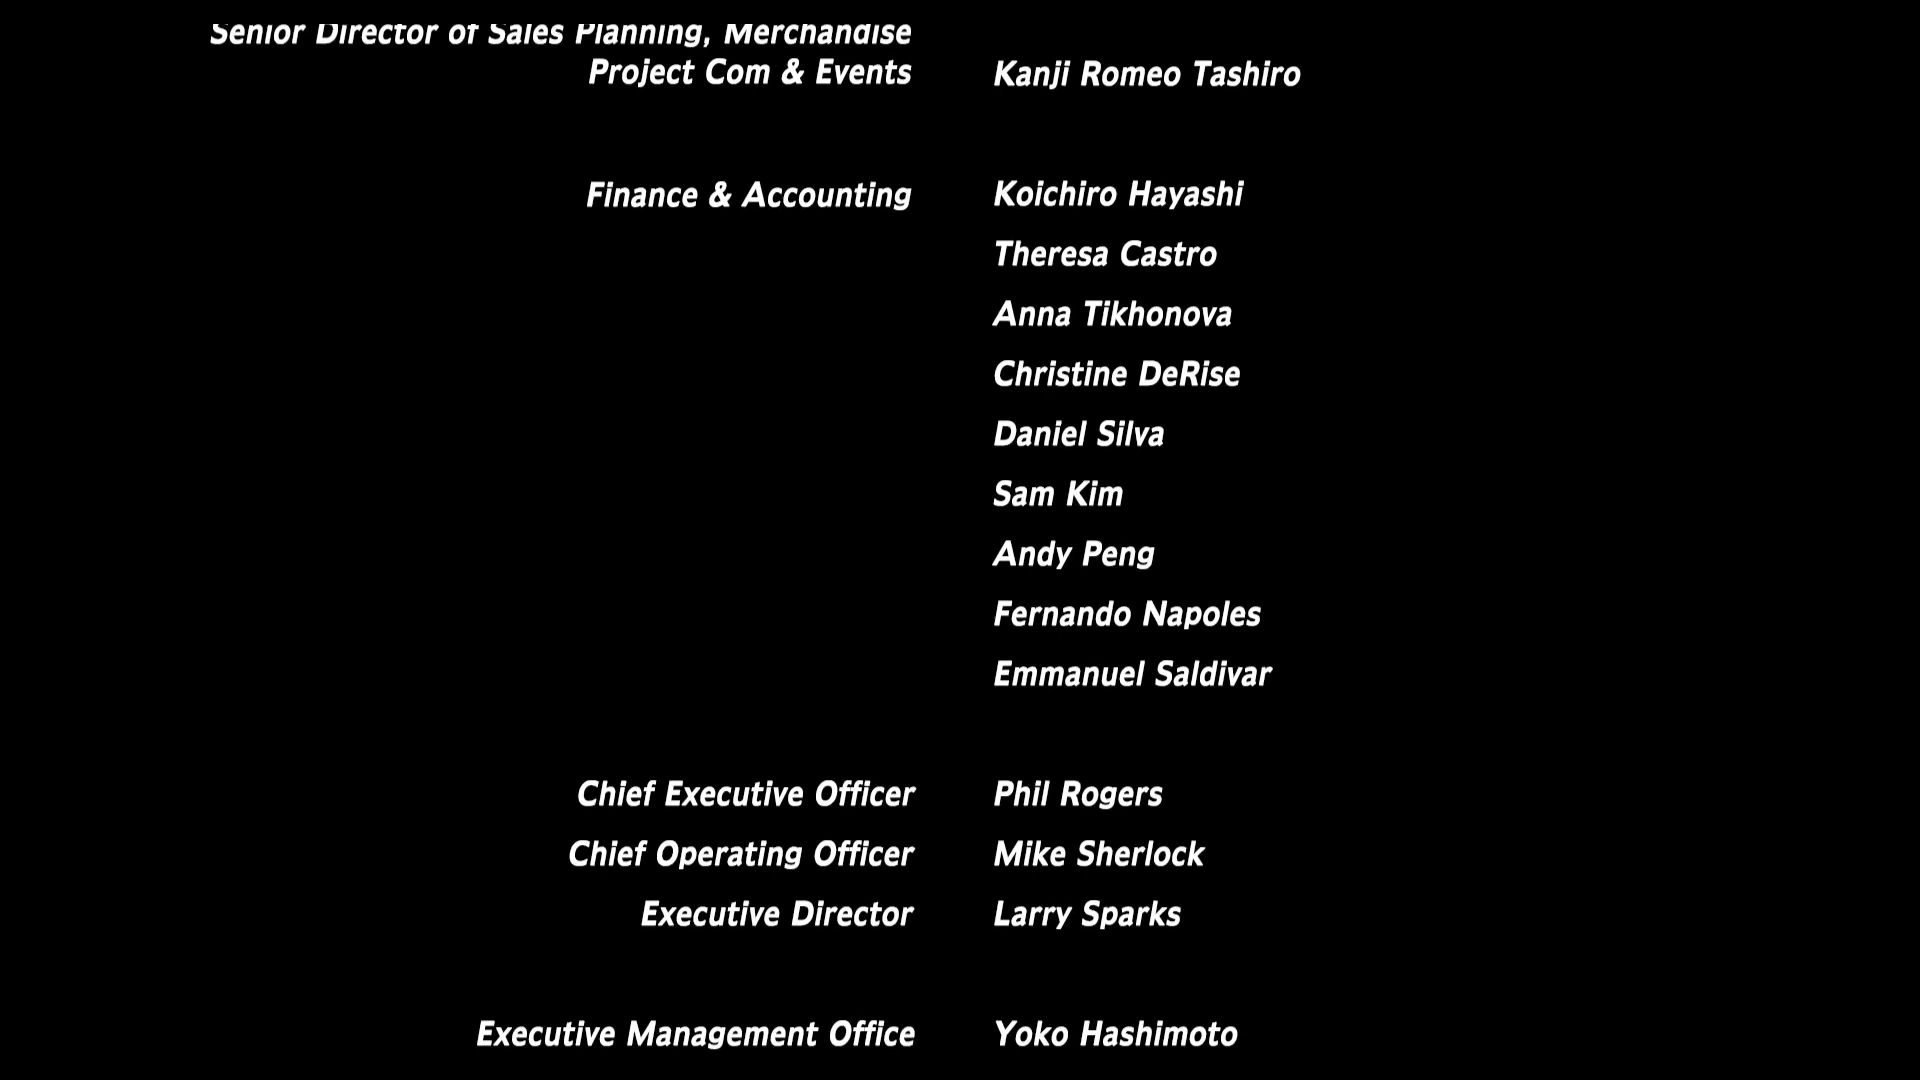 Senior Director of Sales Planning, Merchandise
Project Com & Events Kanji Romeo Tashiro
Finance & Accounting Koichiro Hayashi
Theresa Castro
Anna Tikhonova
Christine DeRise
Daniel Silva
Sam Kim
Andy Peng
Fernando Napoles
Emmanuel Saldivar
Chief Executive Officer Phil Rogers
Chief Operating Officer Mike Sherlock
Executive Director Larry Sparks
Executive Management Office Yoko Hashimoto